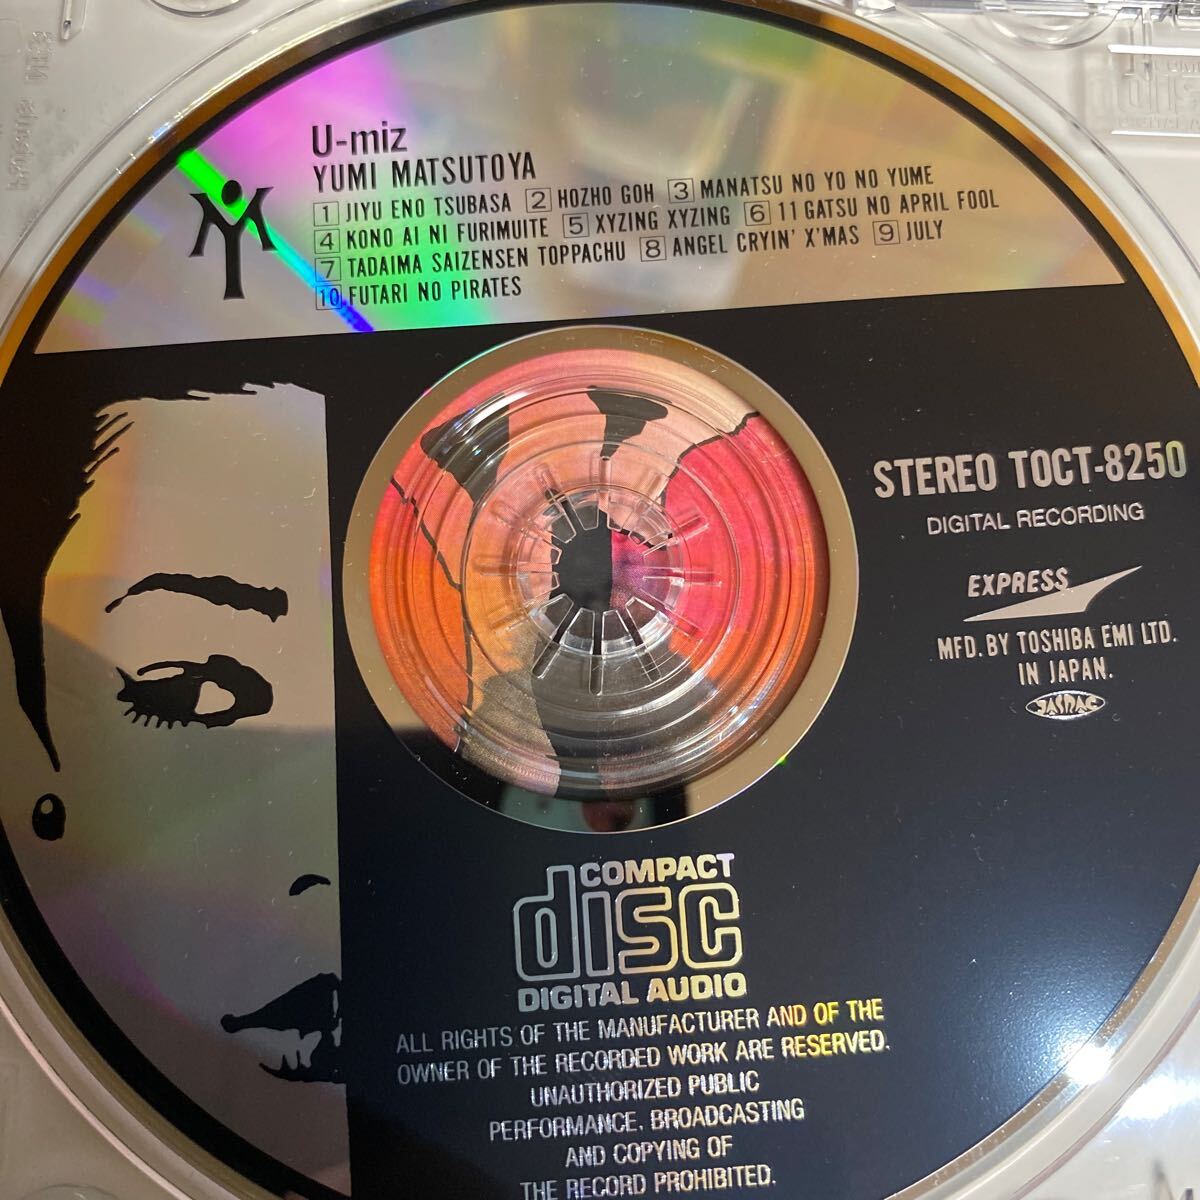 U-miz
YUMI MATSUTOYA
1 JIYU ENO TSUBASA 2 HOZHO GOH 3 MANATSU NO YO NO YUME
4 KONO AI NI FURIMUITE 5 XYZING XYZING 6 11 GATSU NO APRIL FOOL
7 TADAIMA SAIZENSEN TOPPACHU 8 ANGEL CRYIN' X'MAS 9 JULY
10 FUTARI NO PIRATES
STEREO TOCT-8250
DIGITAL RECORDING
EXPRESS
MFD. BY TOSHIBA EMI LTD.
IN JAPAN.
JASRAC
COMPACT
disc
DIGITAL AUDIO
ALL RIGHTS OF THE MANUFACTURER AND OF THE
OWNER OF THE RECORDED WORK ARE RESERVED.
UNAUTHORIZED PUBLIC
PERFORMANCE, BROADCASTING
AND COPYING OF
THE RECORD PROHIBITED.